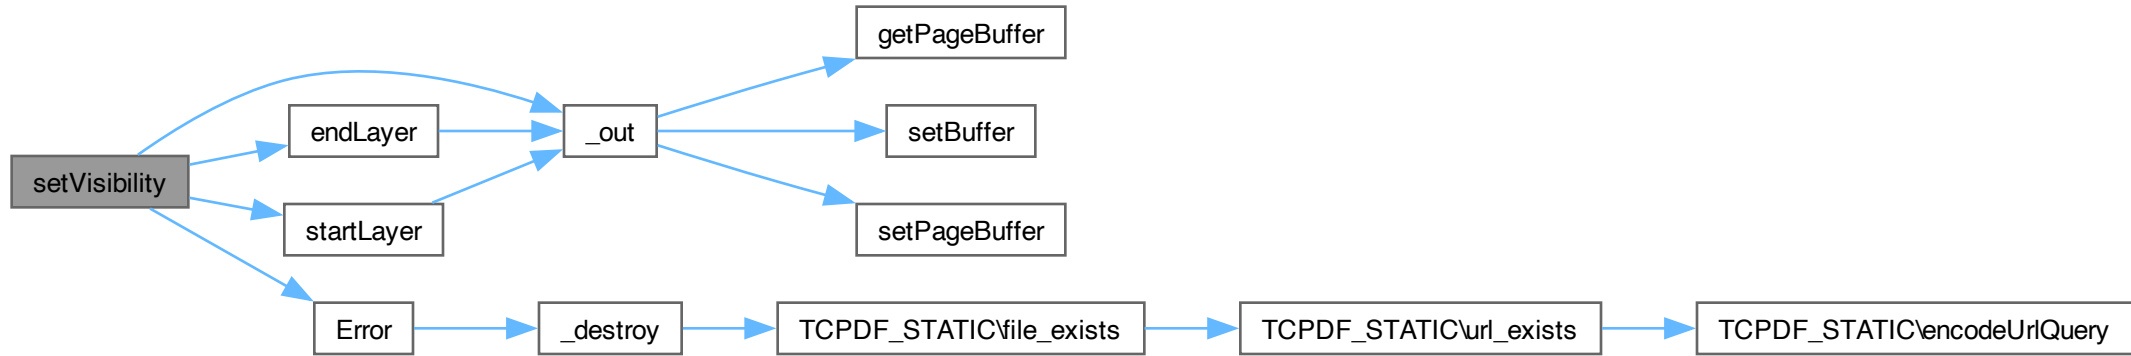 getPageBuffer
endLayer
_out
setBuffer
setVisibility
startLayer
setPageBuffer
Error
_destroy
TCPDF_STATIC\file_exists
TCPDF_STATIC\url_exists
TCPDF_STATIC\encodeUrlQuery